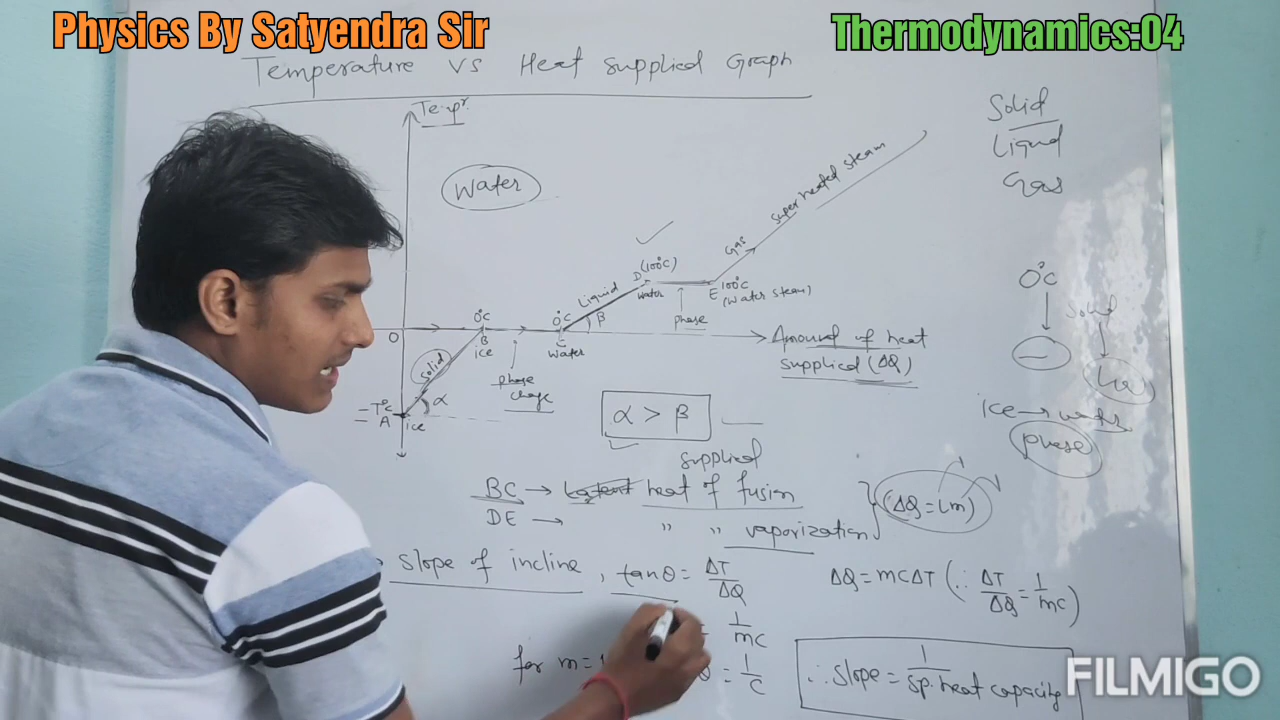 Physics By Satyendra Sir
Thermodynamics:04
Temperature vs Heat supplied Graph
Tempr.
Water
Solid
Liquid
Gas
super heated steam
Gas
D(100°C)
water
E 100°C
(water steam)
Liquid
β
phase
0°C
B
ice
0°C
C
water
O
Amound of heat
supplied (ΔQ)
solid
α
phase
change
-T°C
A
ice
0°C
Solid
ice → water
phase
α > β
supplied
BC → Latent heat of fusion
DE → " " vaporization
(ΔQ = Lm)
Slope of incline, tanθ = ΔT/ΔQ
ΔQ = mcΔT (∵ ΔT/ΔQ = 1/mc)
= 1/mc
for m=1
θ = 1/c
∴ Slope = 1/sp. heat capacity
FILMIGO